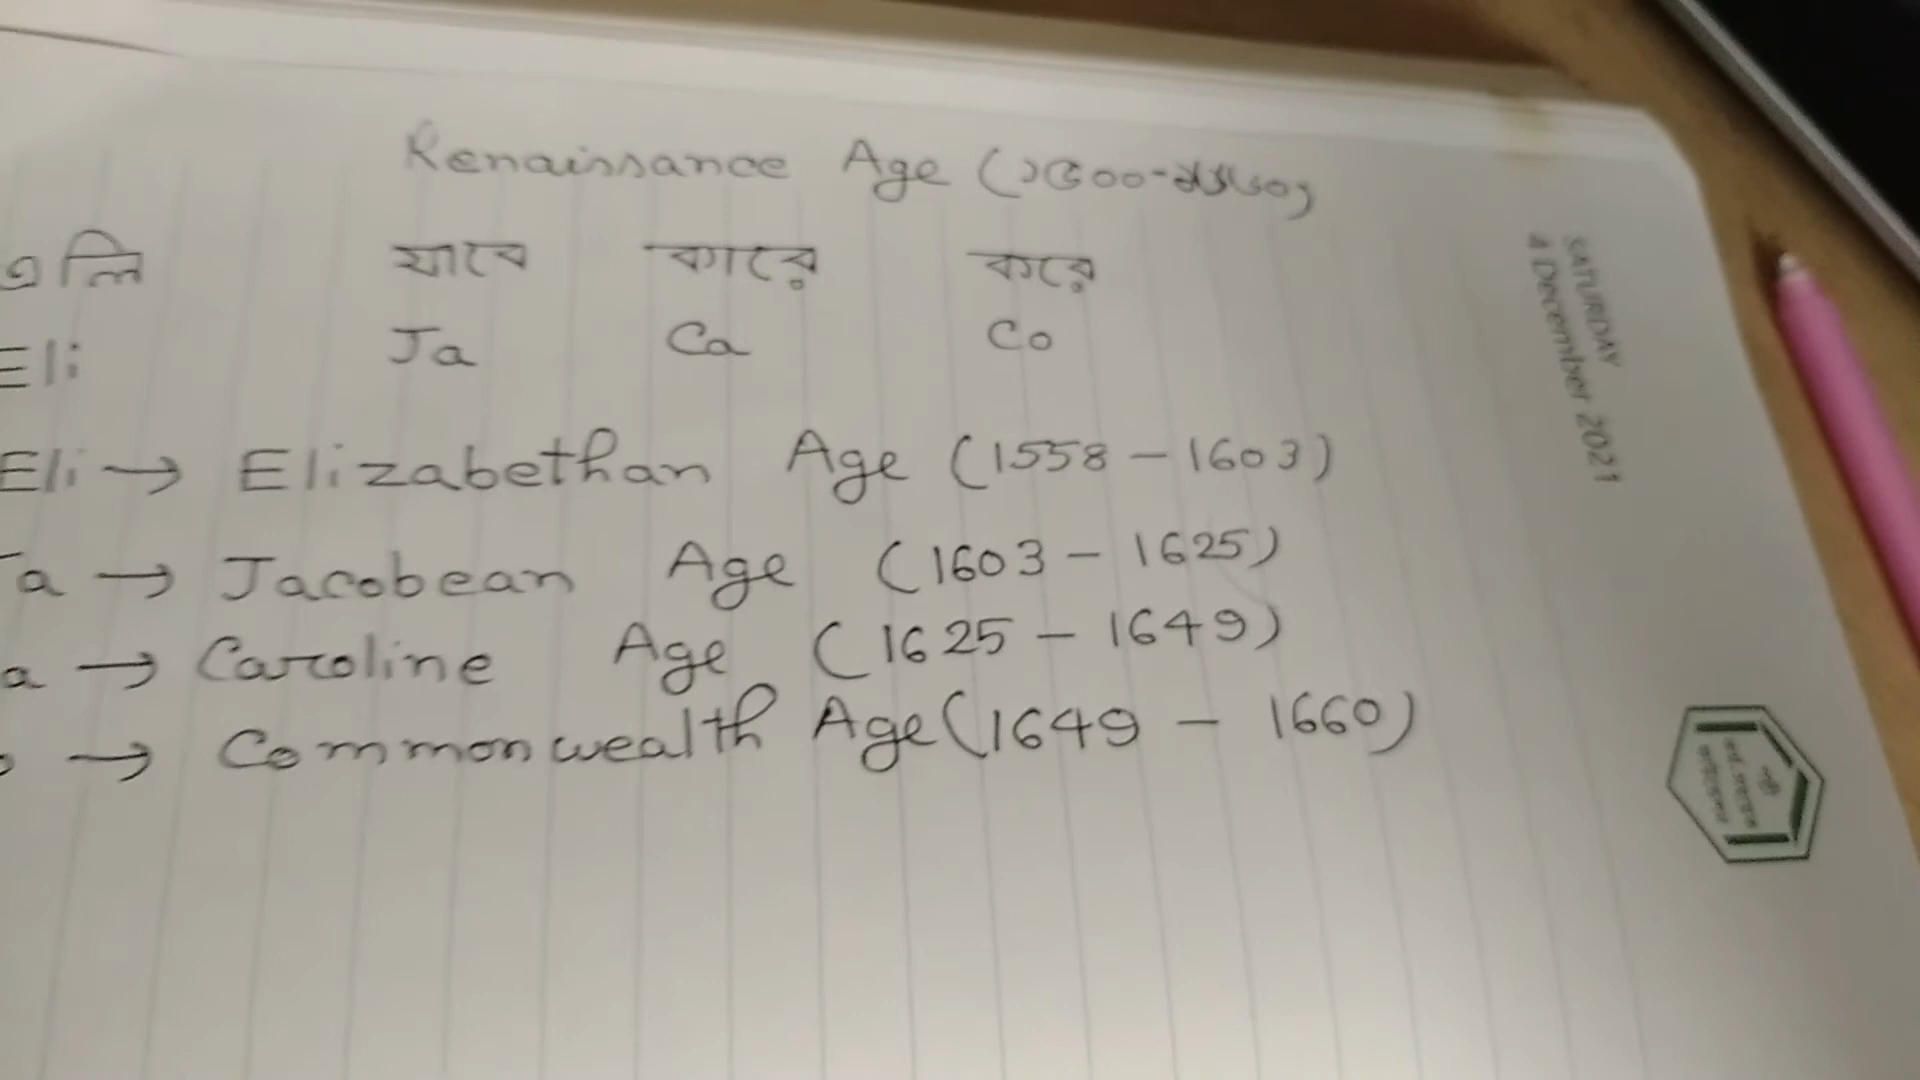 Renaissance Age (১৫০০-১৬৬০)
এলি যাবে কারে করে
Eli Ja Ca Co
Eli → Elizabethan Age (1558 - 1603)
a → Jacobean Age (1603 - 1625)
a → Caroline Age (1625 - 1649)
o → Commonwealth Age (1649 - 1660)
SATURDAY
4 December 2021